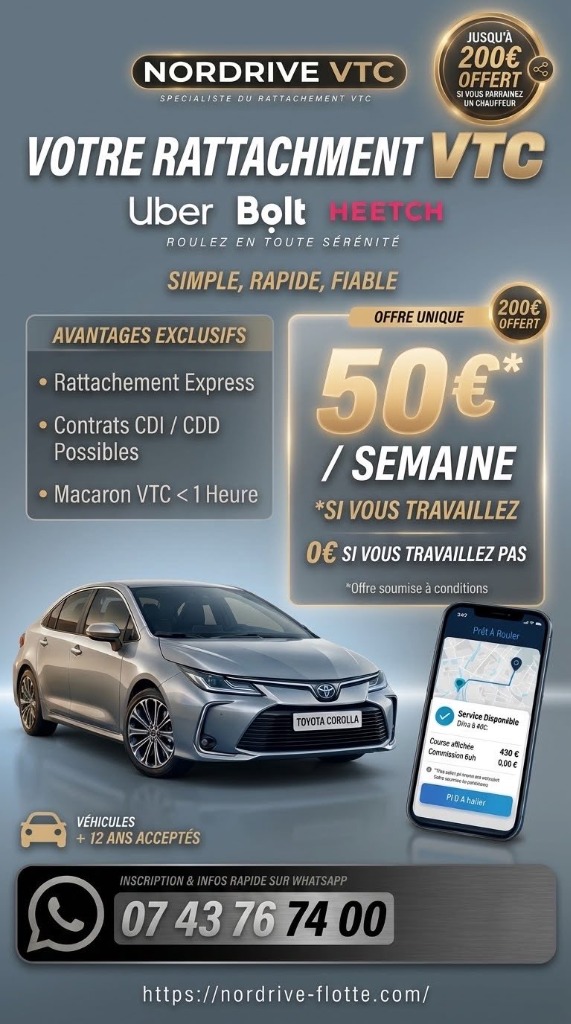 JUSQU'À
200€
OFFERT
SI VOUS PARRAINEZ
UN CHAUFFEUR
NORDRIVE VTC
SPECIALISTE DU RATTACHEMENT VTC
VOTRE RATTACHMENT VTC
Uber Bolt HEETCH
ROULEZ EN TOUTE SÉRÉNITÉ
SIMPLE, RAPIDE, FIABLE
AVANTAGES EXCLUSIFS
• Rattachement Express
• Contrats CDI / CDD
Possibles
• Macaron VTC < 1 Heure
OFFRE UNIQUE
200€
OFFERT
50€*
/ SEMAINE
*SI VOUS TRAVAILLEZ
0€ SI VOUS TRAVAILLEZ PAS
*Offre soumise à conditions
TOYOTA COROLLA
Prêt À Rouler
Service Disponible
Course affichée 430 €
Commission 6uh 0,00 €
VÉHICULES
+ 12 ANS ACCEPTÉS
INSCRIPTION & INFOS RAPIDE SUR WHATSAPP
07 43 76 74 00
https://nordrive-flotte.com/